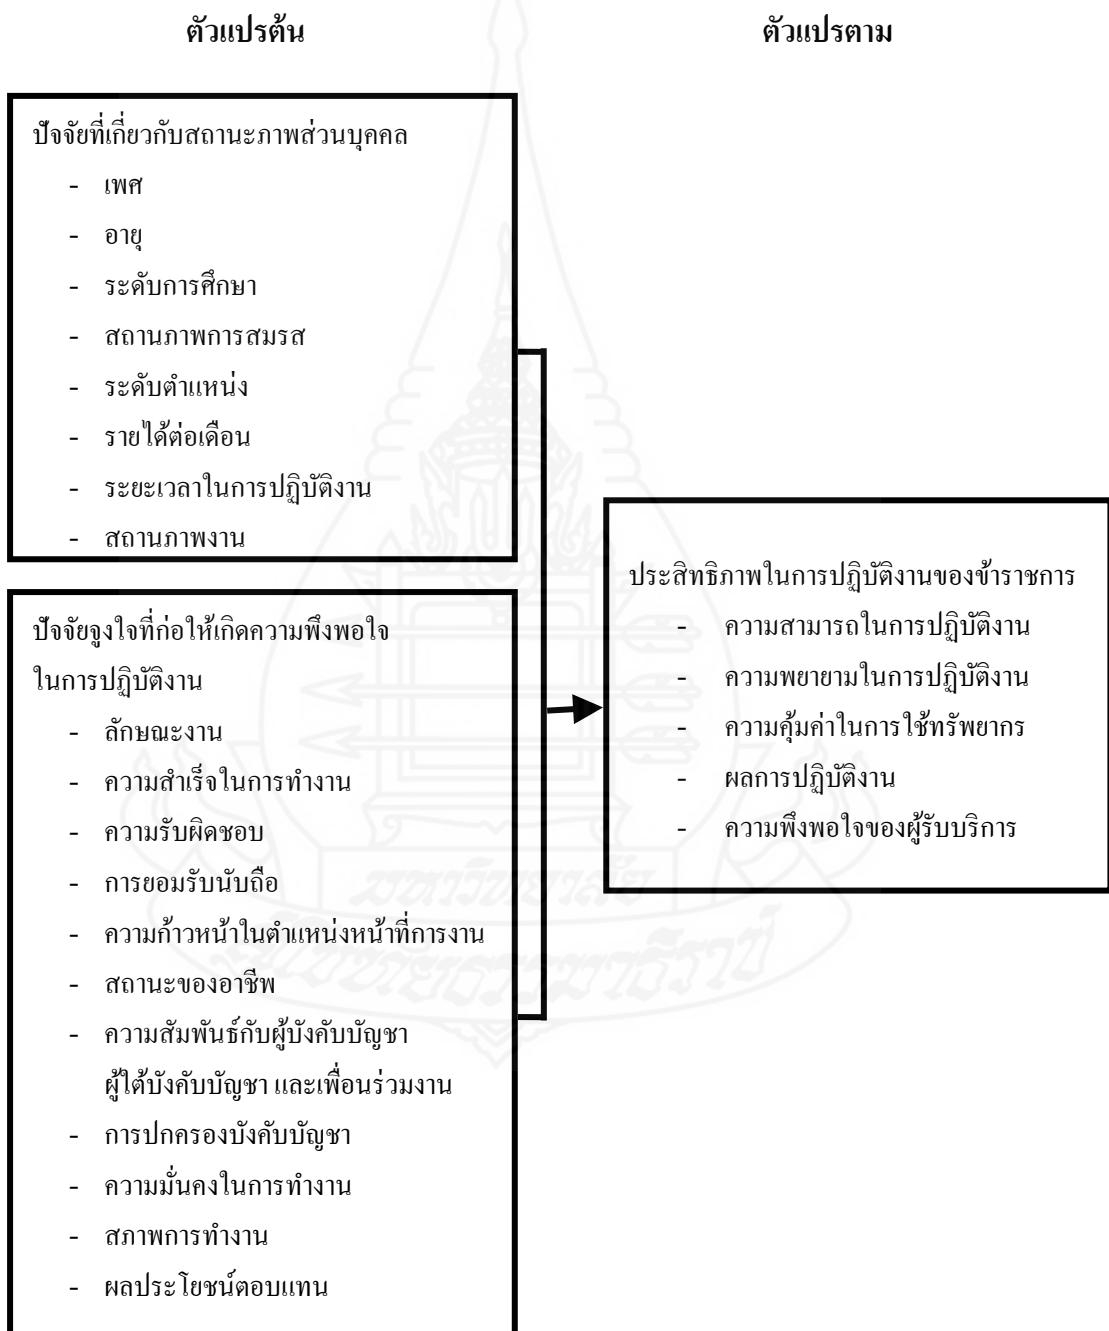 ตัวแปรต้น
ตัวแปรตาม
ปัจจัยที่เกี่ยวกับสถานะภาพส่วนบุคคล
- เพศ
- อายุ
- ระดับการศึกษา
- สถานภาพการสมรส
- ระดับตำแหน่ง
- รายได้ต่อเดือน
- ระยะเวลาในการปฏิบัติงาน
- สถานภาพงาน
ปัจจัยจูงใจที่ก่อให้เกิดความพึงพอใจ
ในการปฏิบัติงาน
- ลักษณะงาน
- ความสำเร็จในการทำงาน
- ความรับผิดชอบ
- การยอมรับนับถือ
- ความก้าวหน้าในตำแหน่งหน้าที่การงาน
- สถานะของอาชีพ
- ความสัมพันธ์กับผู้บังคับบัญชา
ผู้ใต้บังคับบัญชา และเพื่อนร่วมงาน
- การปกครองบังคับบัญชา
- ความมั่นคงในการทำงาน
- สภาพการทำงาน
- ผลประโยชน์ตอบแทน
ประสิทธิภาพในการปฏิบัติงานของข้าราชการ
- ความสามารถในการปฏิบัติงาน
- ความพยายามในการปฏิบัติงาน
- ความคุ้มค่าในการใช้ทรัพยากร
- ผลการปฏิบัติงาน
- ความพึงพอใจของผู้รับบริการ
มหาวิทยาลัย
สุโขทัยธรรมาธิราช